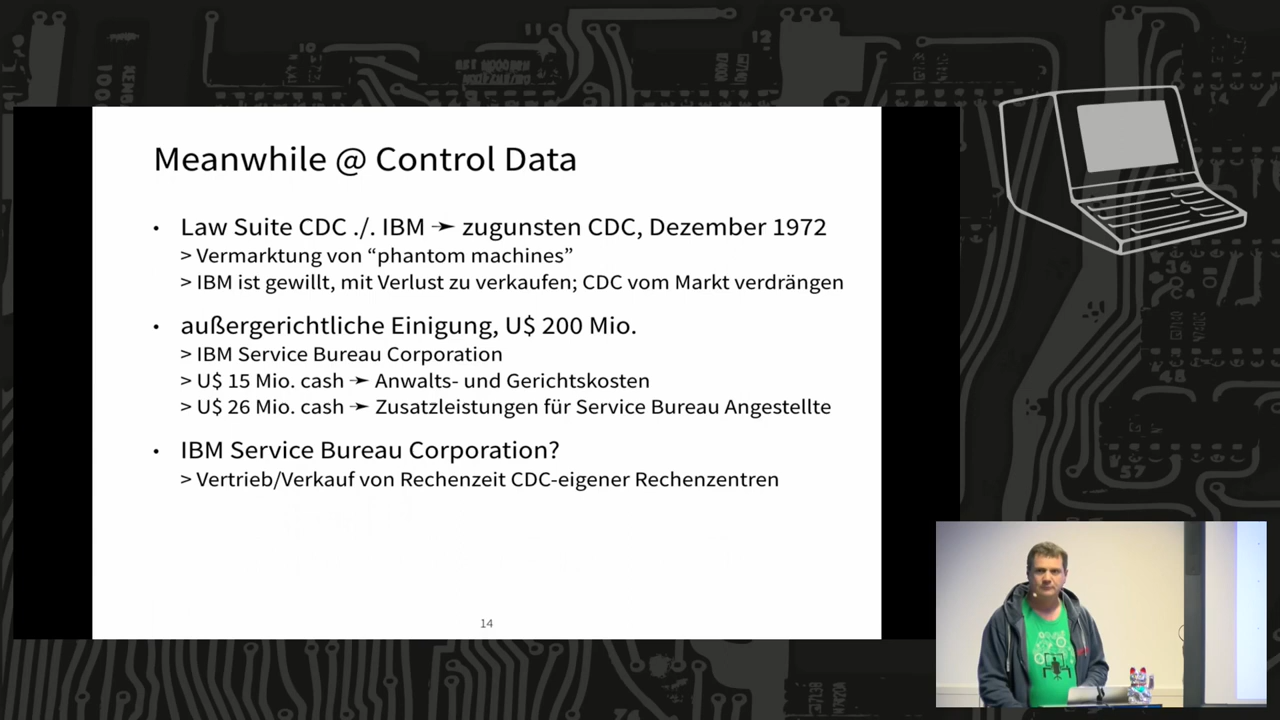 Meanwhile @ Control Data
• Law Suite CDC ./. IBM ➛ zugunsten CDC, Dezember 1972
> Vermarktung von “phantom machines”
> IBM ist gewillt, mit Verlust zu verkaufen; CDC vom Markt verdrängen
• außergerichtliche Einigung, U$ 200 Mio.
> IBM Service Bureau Corporation
> U$ 15 Mio. cash ➛ Anwalts- und Gerichtskosten
> U$ 26 Mio. cash ➛ Zusatzleistungen für Service Bureau Angestellte
• IBM Service Bureau Corporation?
> Vertrieb/Verkauf von Rechenzeit CDC-eigener Rechenzentren
14